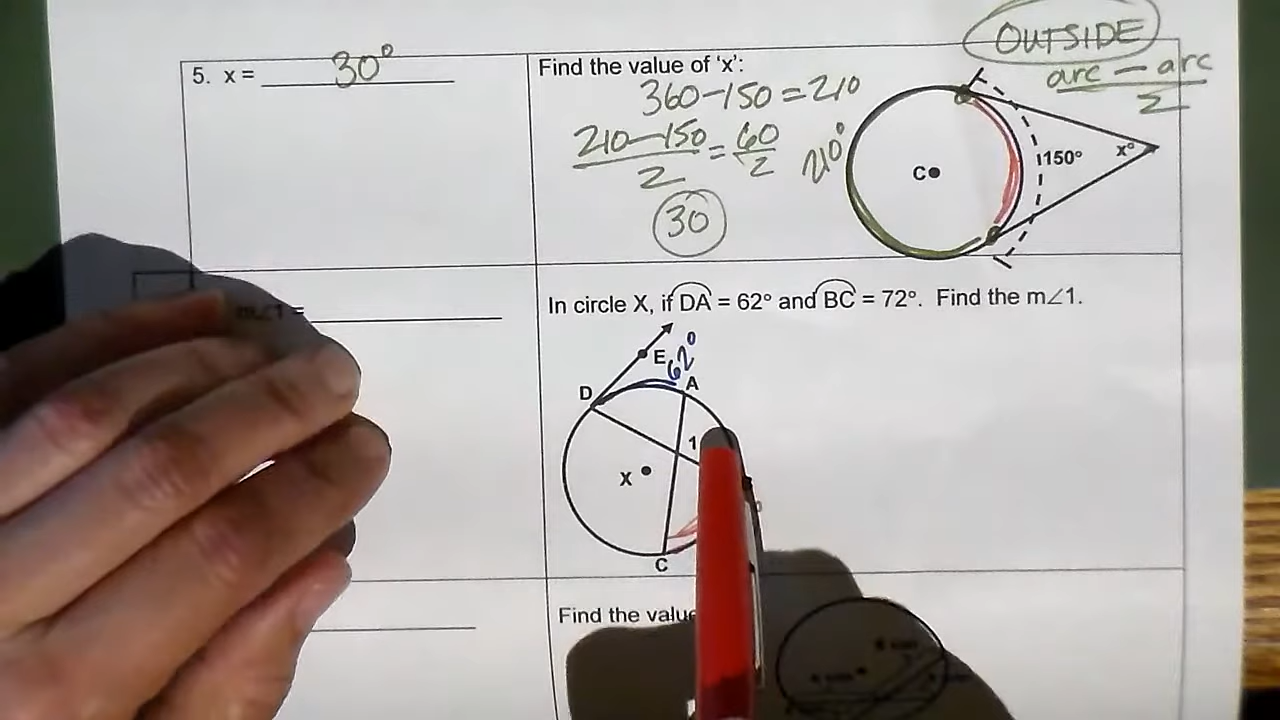 OUTSIDE
5. x = 30°
Find the value of 'x':
arc - arc
2
360-150=210
210-150 = 60
2 2
30
210°
C
150°
x°
m∠1 =
In circle X, if DA = 62° and BC = 72°. Find the m∠1.
E
62°
D
A
1
X
C
Find the value